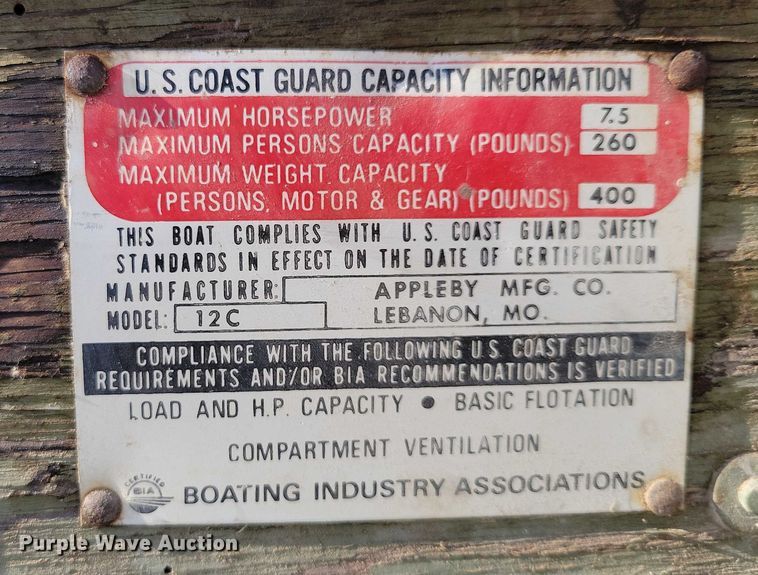 U.S. COAST GUARD CAPACITY INFORMATION
MAXIMUM HORSEPOWER 7.5
MAXIMUM PERSONS CAPACITY (POUNDS) 260
MAXIMUM WEIGHT CAPACITY
(PERSONS, MOTOR & GEAR) (POUNDS) 400
THIS BOAT COMPLIES WITH U.S. COAST GUARD SAFETY
STANDARDS IN EFFECT ON THE DATE OF CERTIFICATION
MANUFACTURER: APPLEBY MFG. CO.
MODEL: 12C LEBANON, MO.
COMPLIANCE WITH THE FOLLOWING U.S. COAST GUARD
REQUIREMENTS AND/OR BIA RECOMMENDATIONS IS VERIFIED
LOAD AND H.P. CAPACITY • BASIC FLOTATION
COMPARTMENT VENTILATION
CERTIFIED
BIA
BOATING INDUSTRY ASSOCIATIONS
Purple Wave Auction